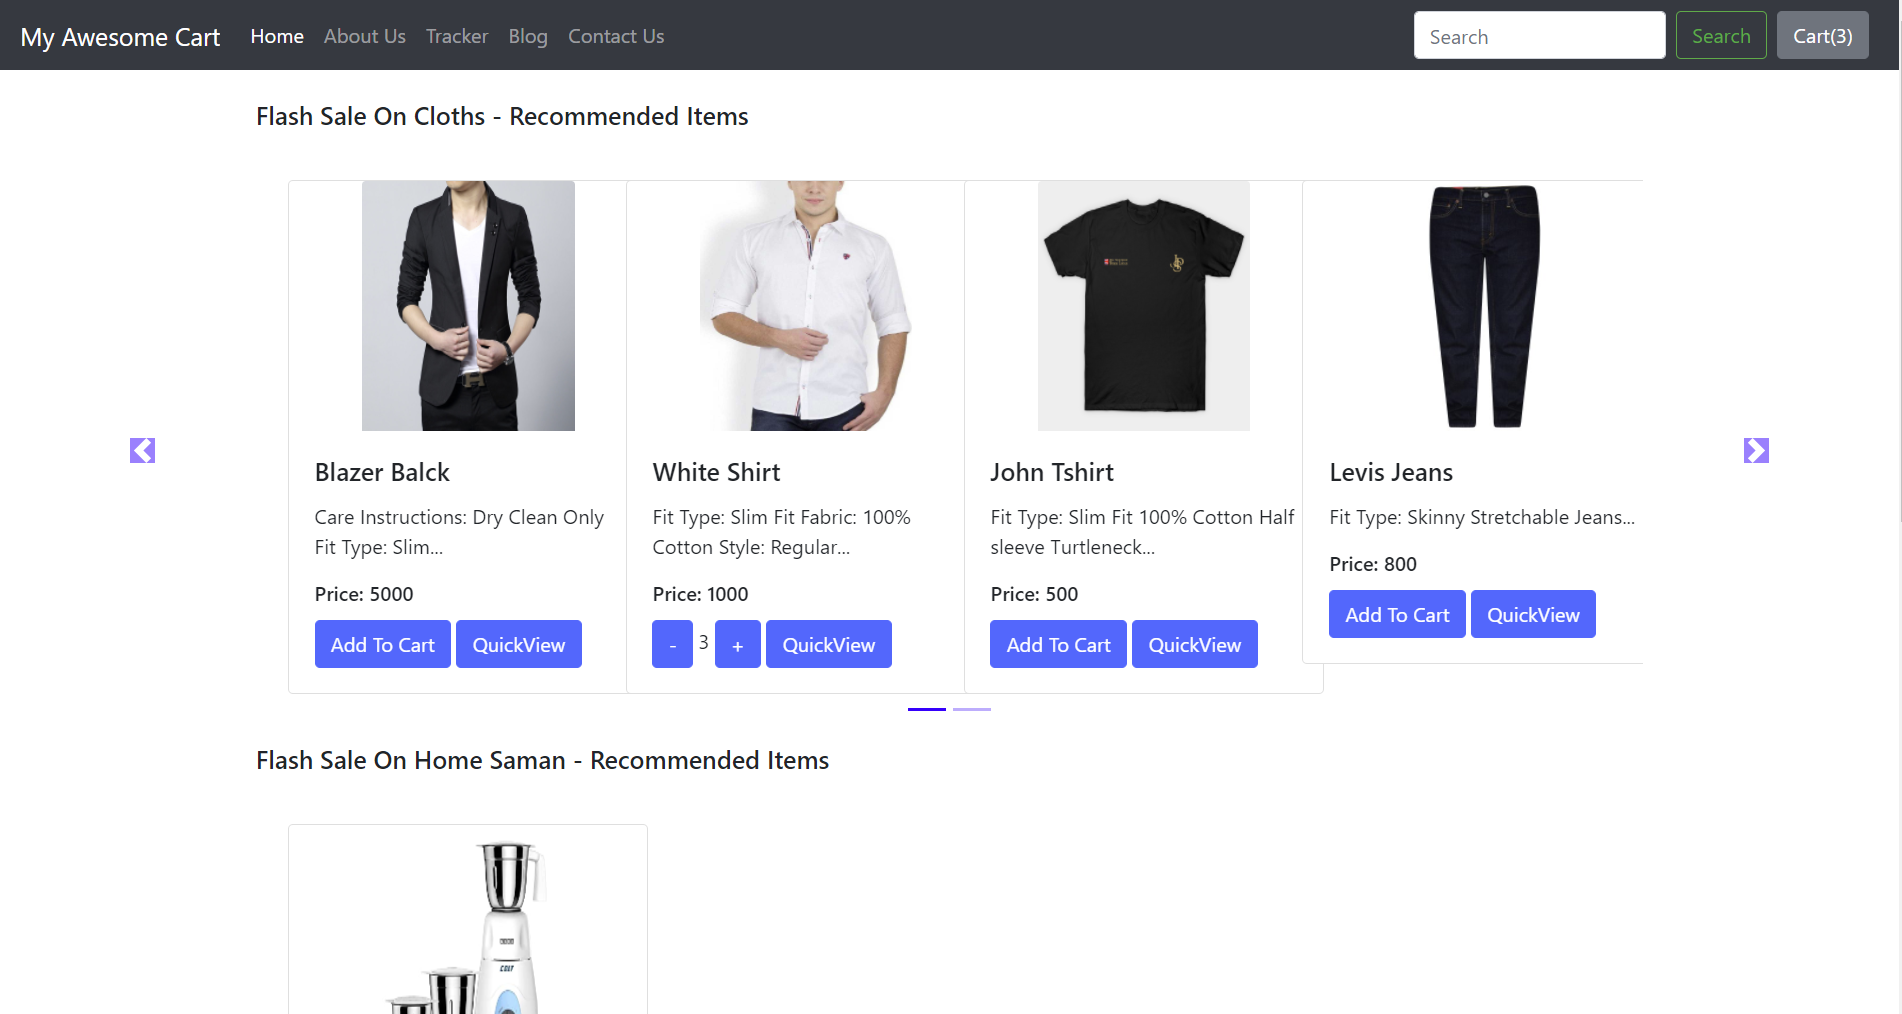 My Awesome Cart Home About Us Tracker Blog Contact Us Search Search Cart(3)
Flash Sale On Cloths - Recommended Items
Blazer Balck
Care Instructions: Dry Clean Only
Fit Type: Slim...
Price: 5000
Add To Cart QuickView
White Shirt
Fit Type: Slim Fit Fabric: 100%
Cotton Style: Regular...
Price: 1000
- 3 + QuickView
John Tshirt
Fit Type: Slim Fit 100% Cotton Half
sleeve Turtleneck...
Price: 500
Add To Cart QuickView
Levis Jeans
Fit Type: Skinny Stretchable Jeans...
Price: 800
Add To Cart QuickView
Flash Sale On Home Saman - Recommended Items
COLT